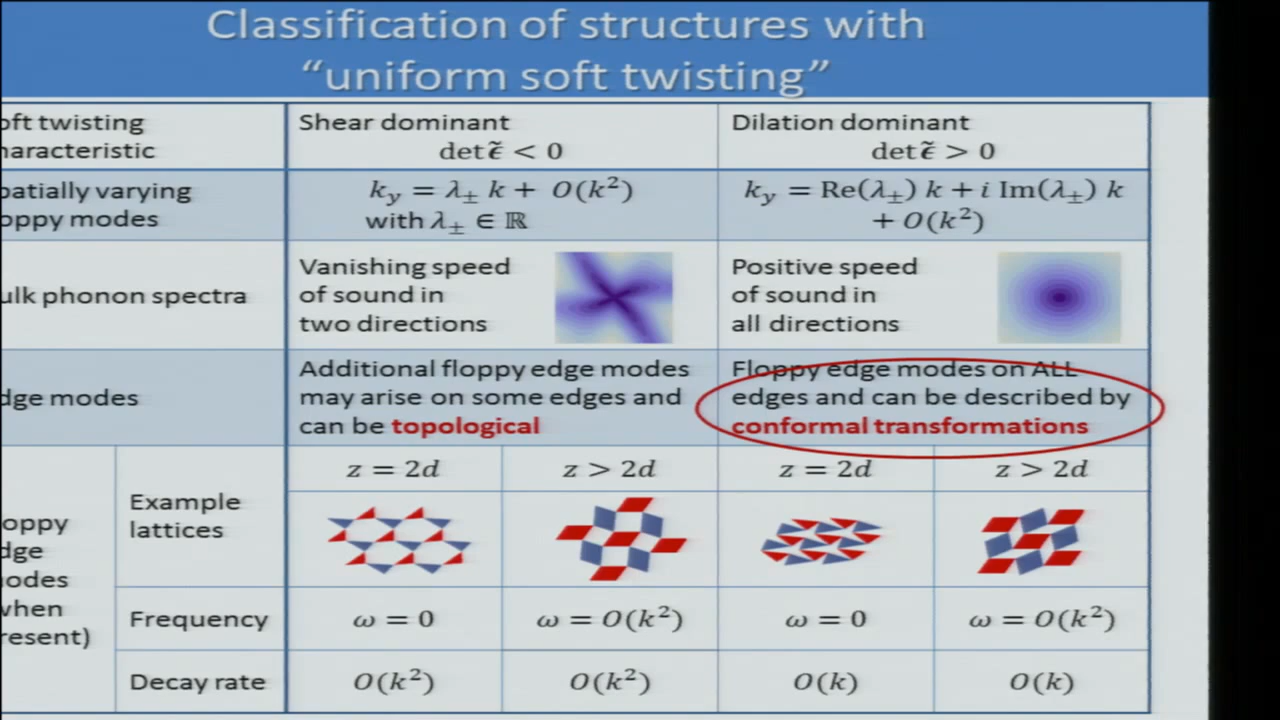 Classification of structures with
“uniform soft twisting”
oft twisting
haracteristic
Shear dominant
det ε̃ < 0
Dilation dominant
det ε̃ > 0
patially varying
oppy modes
k_y = λ_± k + O(k²)
with λ_± ∈ ℝ
k_y = Re(λ_±) k + i Im(λ_±) k
+ O(k²)
ulk phonon spectra
Vanishing speed
of sound in
two directions
Positive speed
of sound in
all directions
dge modes
Additional floppy edge modes
may arise on some edges and
can be topological
Floppy edge modes on ALL
edges and can be described by
conformal transformations
oppy
dge
odes
when
resent)
Example
lattices
z = 2d
z > 2d
z = 2d
z > 2d
Frequency
ω = 0
ω = O(k²)
ω = 0
ω = O(k²)
Decay rate
O(k²)
O(k²)
O(k)
O(k)